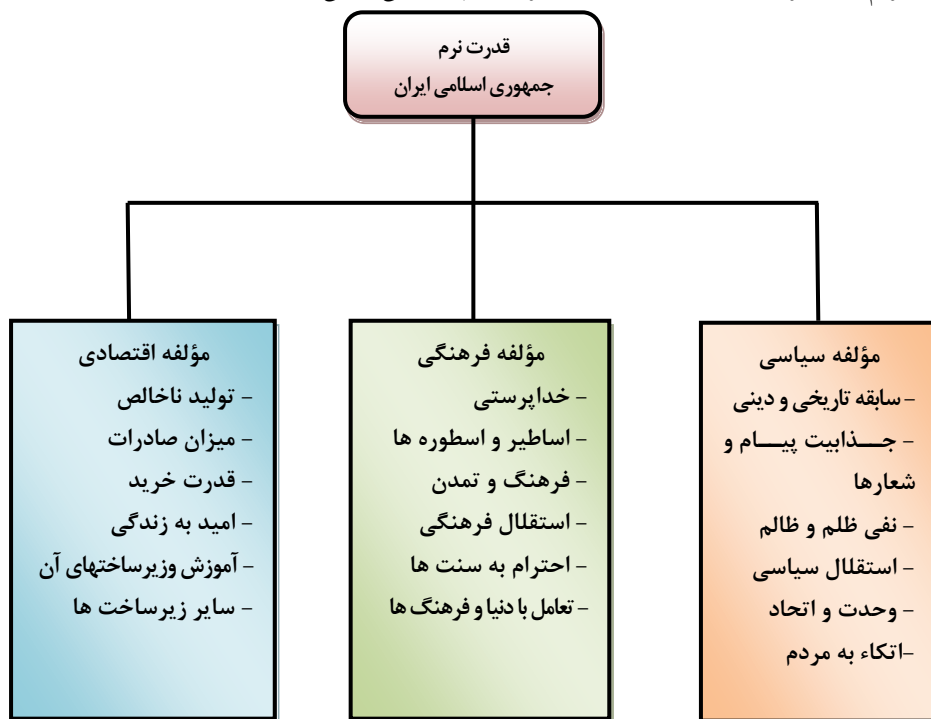 قدرت نرم
جمهوری اسلامی ایران
مؤلفه سیاسی
-سابقه تاریخی و دینی
- جـــذابیت پیـــام و
شعارها
- نفی ظلم و ظالم
- استقلال سیاسی
- وحدت و اتحاد
-اتکاء به مردم
مؤلفه فرهنگی
- خداپرستی
- اساطیر و اسطوره ها
- فرهنگ و تمدن
- استقلال فرهنگی
- احترام به سنت ها
- تعامل با دنیا و فرهنگ ها
مؤلفه اقتصادی
- تولید ناخالص
- میزان صادرات
- قدرت خرید
- امید به زندگی
- آموزش وزیرساختهای آن
- سایر زیرساخت ها